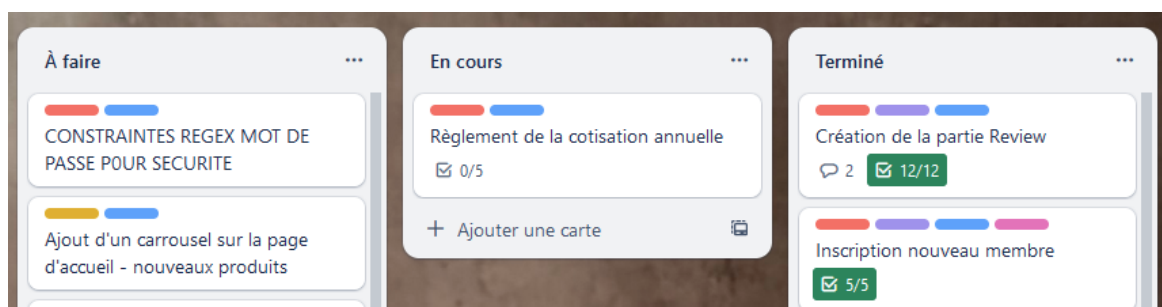 À faire
CONSTRAINTES REGEX MOT DE
PASSE P0UR SECURITE
Ajout d'un carrousel sur la page
d'accueil - nouveaux produits
En cours
Règlement de la cotisation annuelle
0/5
+ Ajouter une carte
Terminé
Création de la partie Review
2 12/12
Inscription nouveau membre
5/5